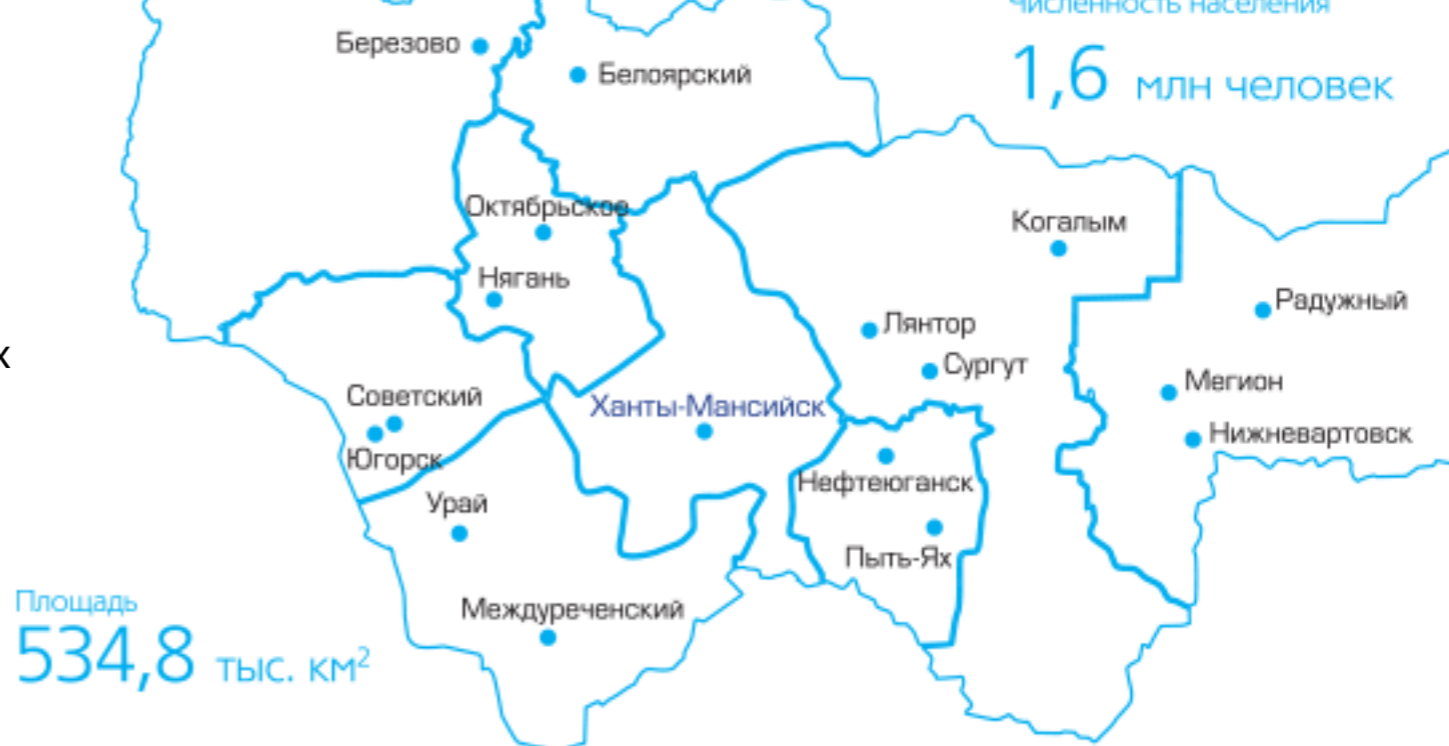 Численность населения
1,6 млн человек
Березово
Белоярский
Октябрьское
Когалым
Нягань
Радужный
Лянтор
х
Сургут
Мегион
Советский
Ханты-Мансийск
Нижневартовск
Югорск
Нефтеюганск
Урай
Пыть-Ях
Площадь
534,8 тыс. км²
Междуреченский